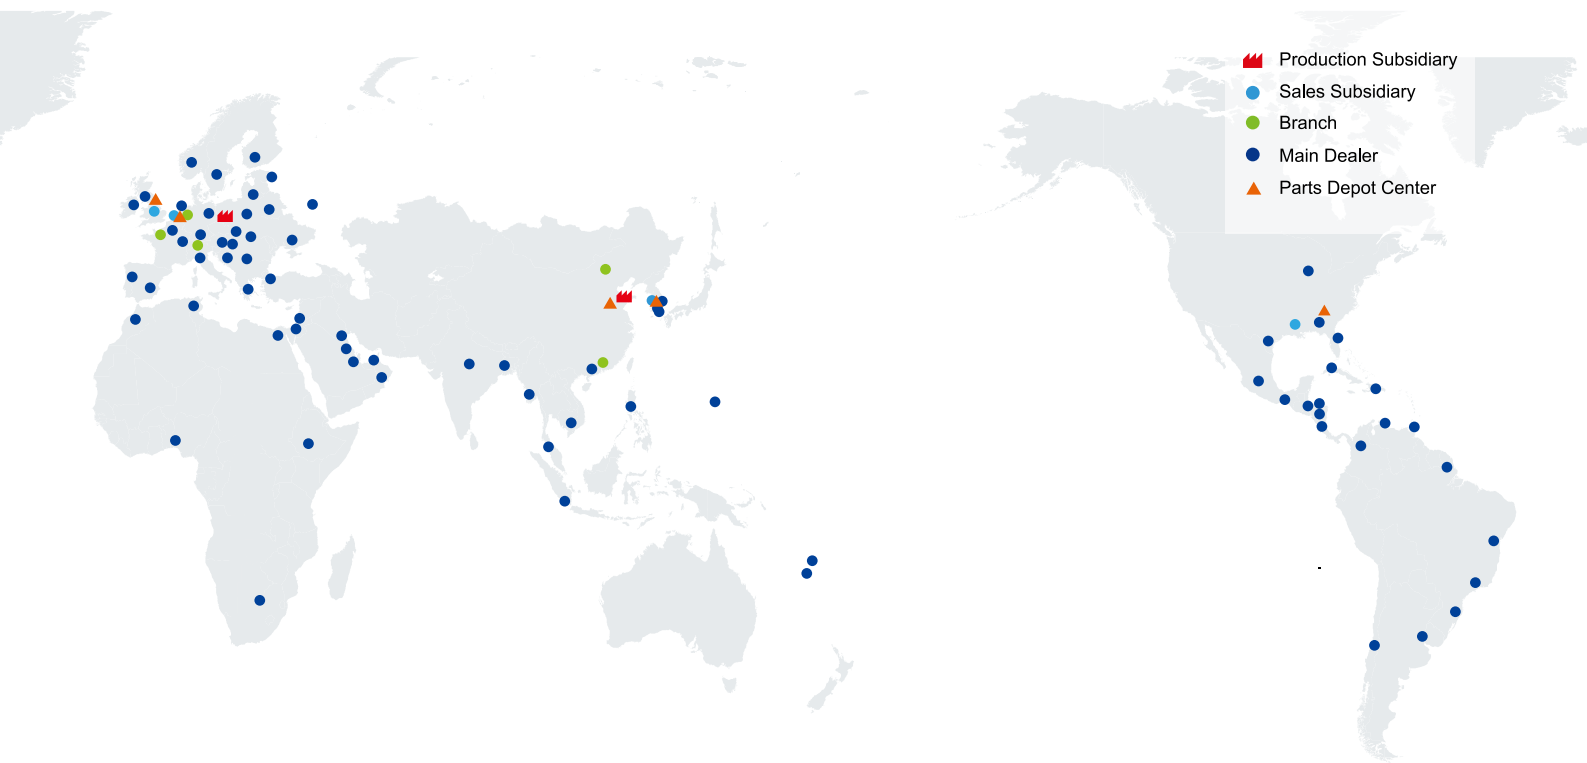 Production Subsidiary
Sales Subsidiary
Branch
Main Dealer
Parts Depot Center